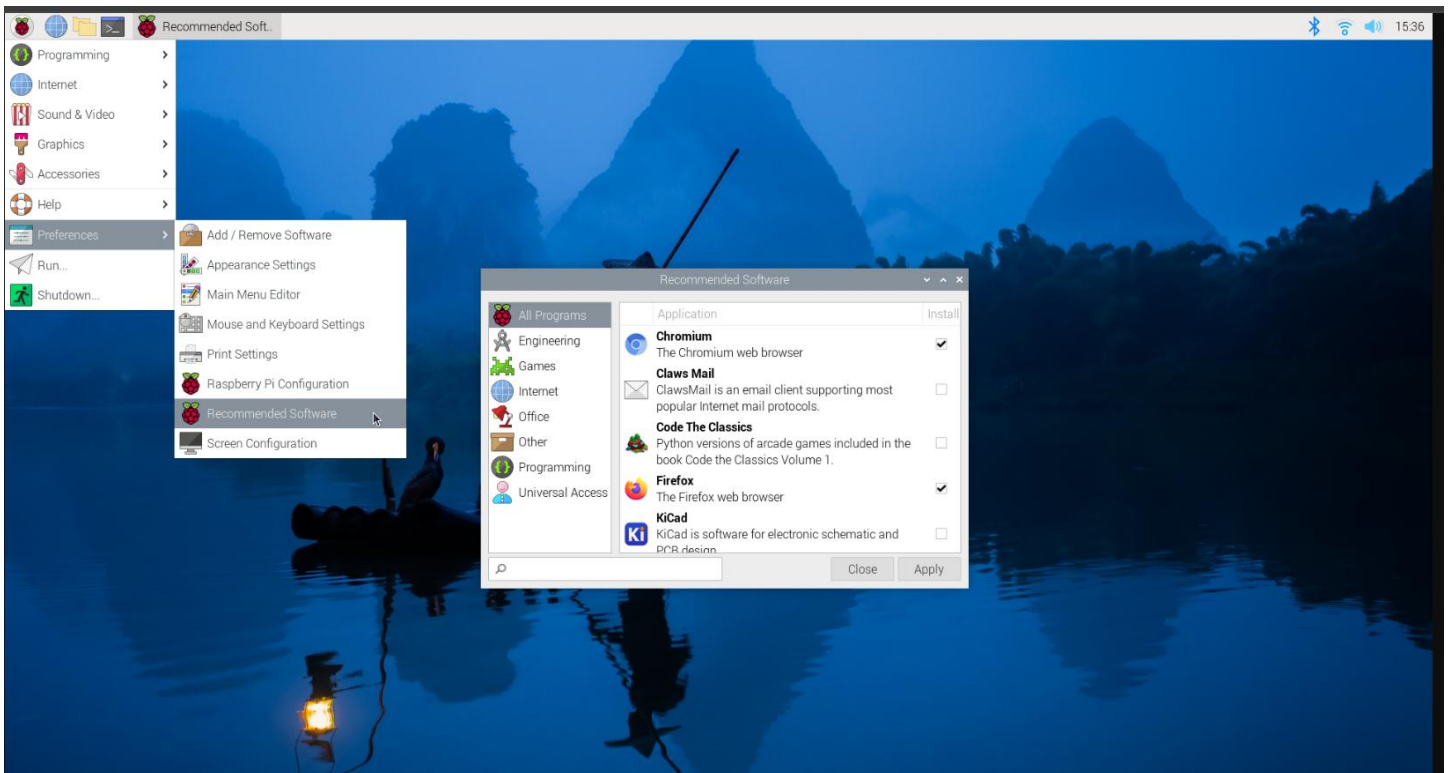 Recommended Soft..
15:36
Programming
Internet
Sound & Video
Graphics
Accessories
Help
Preferences
Run...
Shutdown...
Add / Remove Software
Appearance Settings
Main Menu Editor
Mouse and Keyboard Settings
Print Settings
Raspberry Pi Configuration
Recommended Software
Screen Configuration
Recommended Software
All Programs
Engineering
Games
Internet
Office
Other
Programming
Universal Access
Application Install
Chromium
The Chromium web browser
Claws Mail
ClawsMail is an email client supporting most
popular Internet mail protocols.
Code The Classics
Python versions of arcade games included in the
book Code the Classics Volume 1.
Firefox
The Firefox web browser
Ki
KiCad
KiCad is software for electronic schematic and
PCB design
Close
Apply